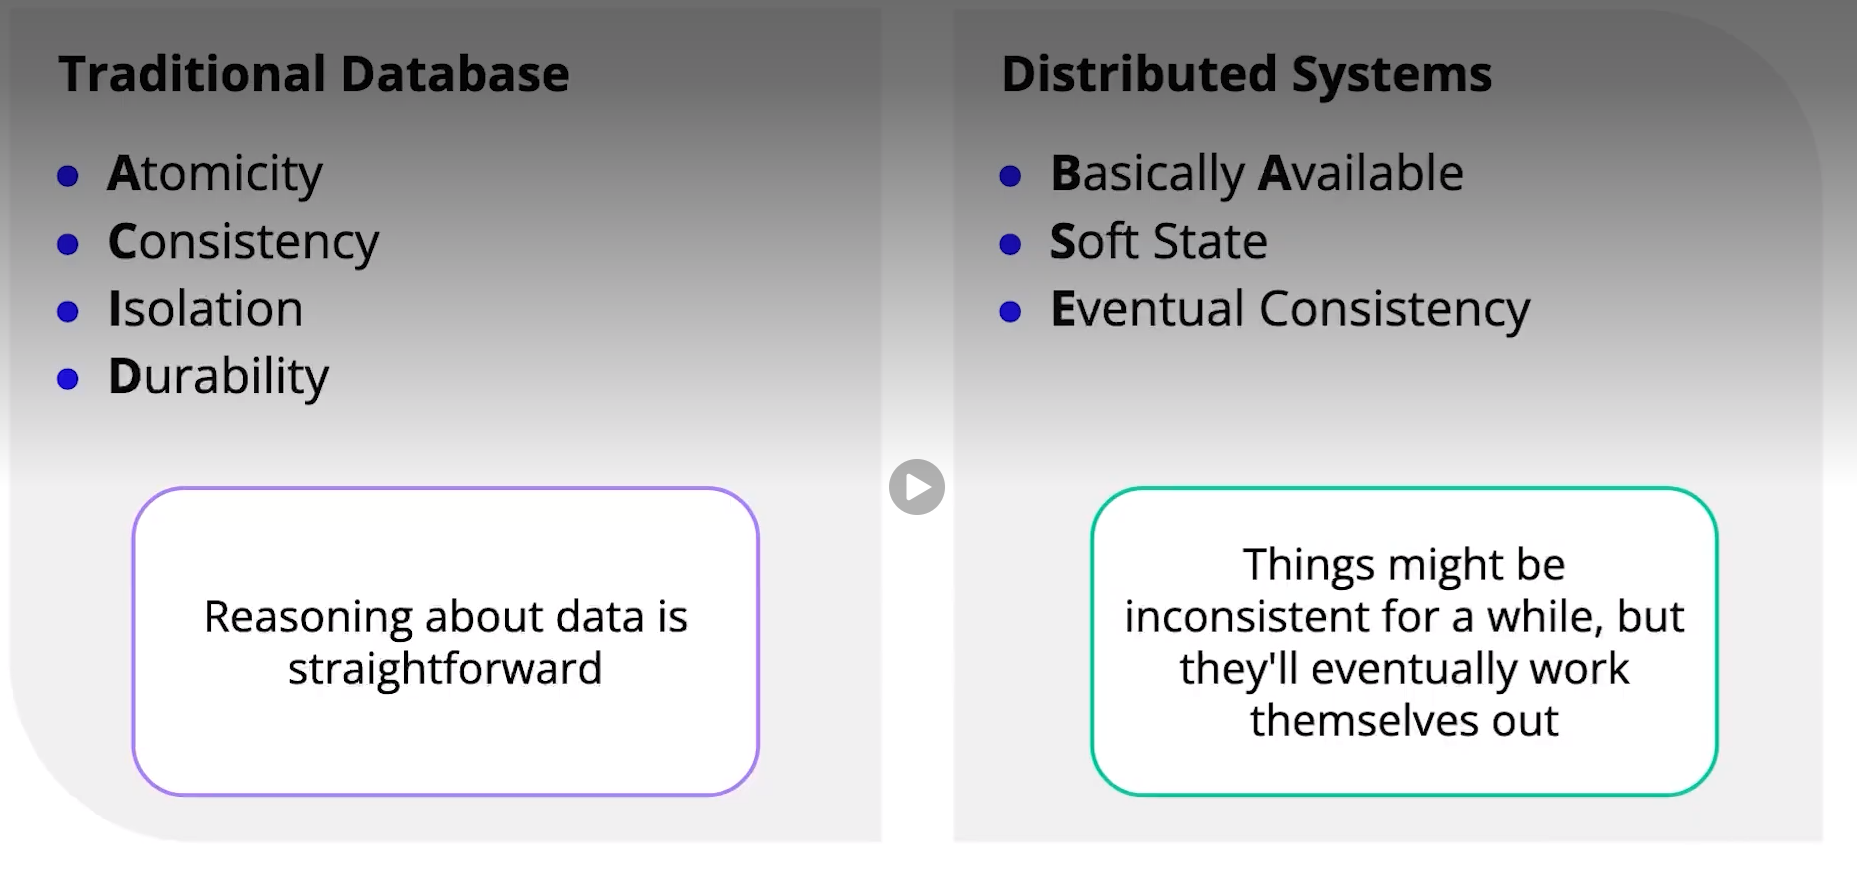 Traditional Database
Atomicity
Consistency
Isolation
Durability
Reasoning about data is
straightforward
Distributed Systems
Basically Available
Soft State
Eventual Consistency
Things might be
inconsistent for a while, but
they'll eventually work
themselves out